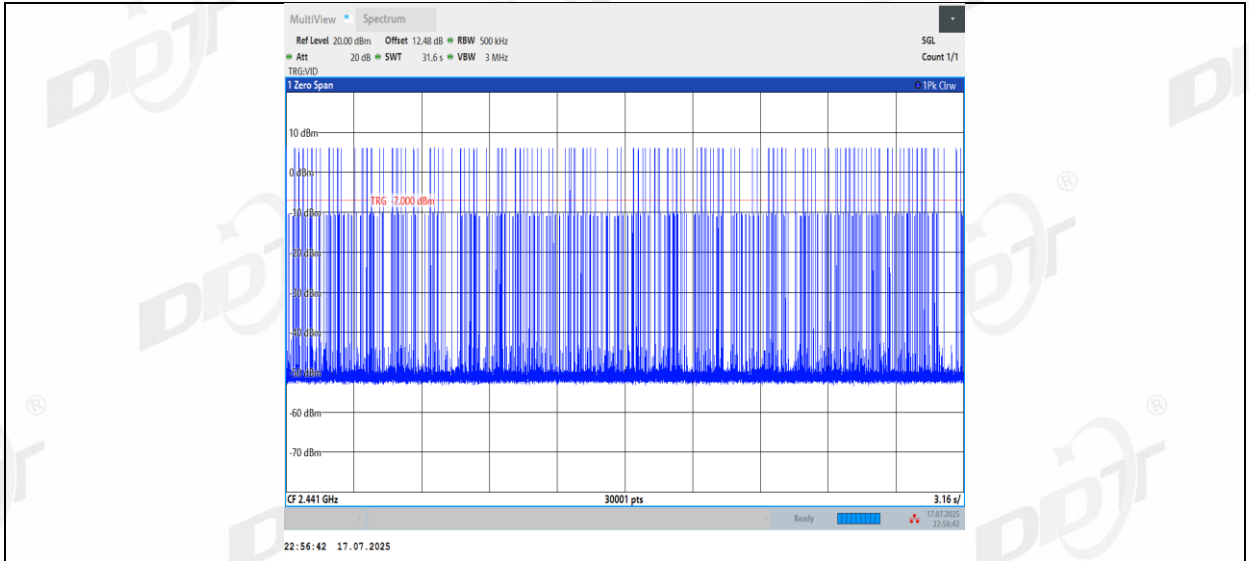 MultiView Spectrum
Ref Level 20.00 dBm Offset 12.48 dB RBW 500 kHz SGL
Att 20 dB SWT 31.6 s VBW 3 MHz Count 1/1
TRG:VID
1 Zero Span 1Pk Clrw
10 dBm
0 dBm
TRG -7.000 dBm
-10 dBm
-20 dBm
-30 dBm
-40 dBm
-50 dBm
-60 dBm
-70 dBm
CF 2.441 GHz 30001 pts 3.16 s/
Ready 17.07.2025
22:56:42
22:56:42 17.07.2025
DDT
®